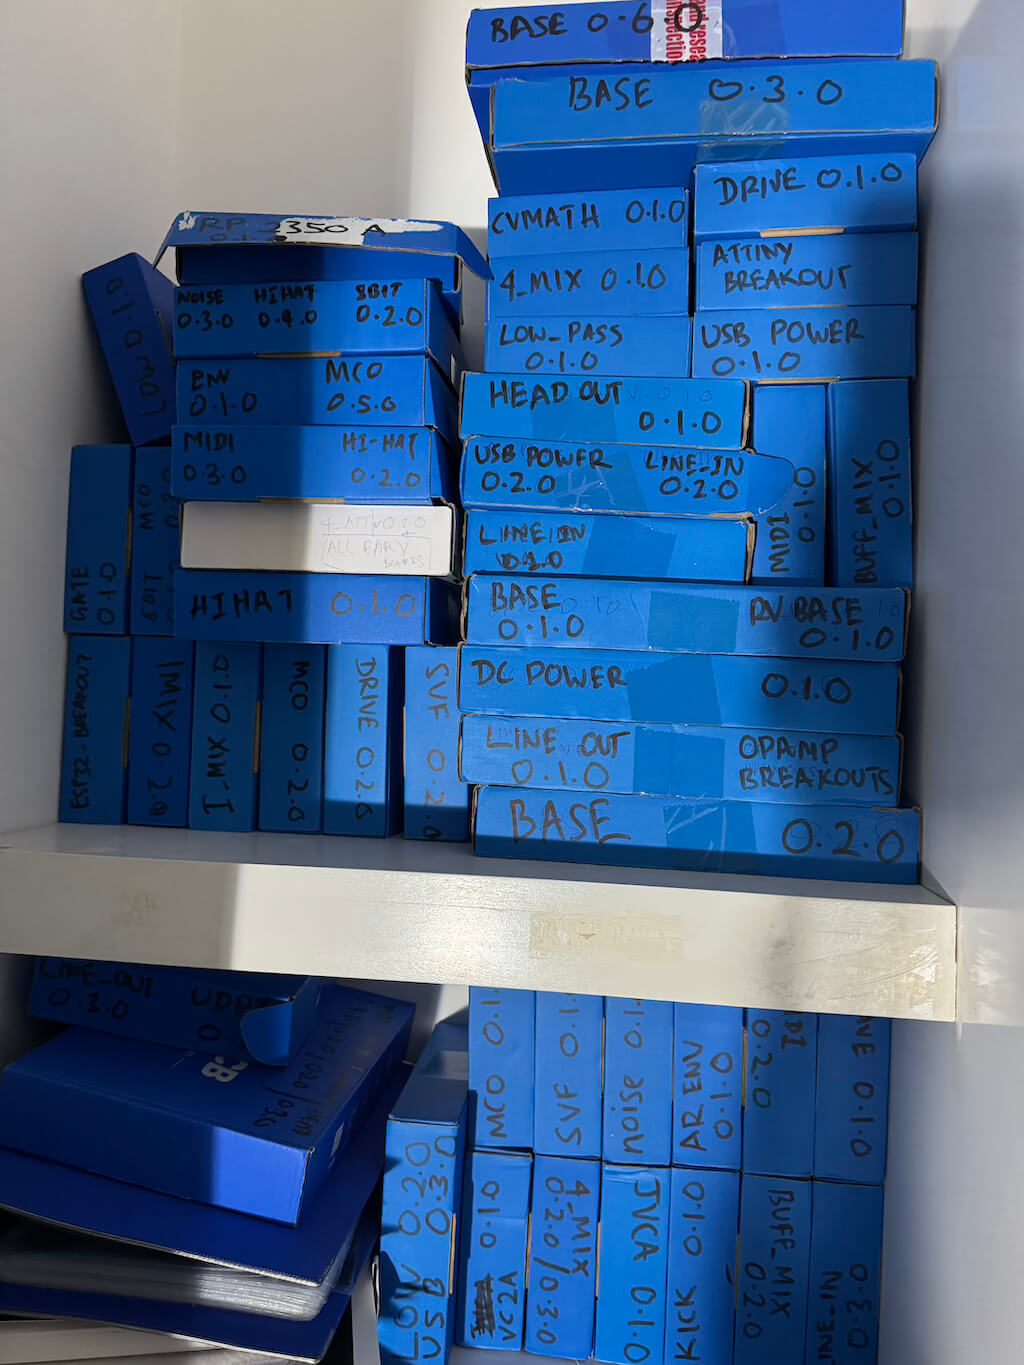 BASE 0.6.0
BASE 0.3.0
DRIVE 0.1.0
CVMATH 0.1.0
ATTINY
BREAKOUT
4_MIX 0.1.0
LOW_PASS
0.1.0
USB POWER
0.1.0
HEAD OUT
0.1.0
USB POWER LINE_IN
0.2.0 0.2.0
LINE IN
0.1.0
MIDI 0.1.0
BUFF_MIX
0.1.0
BASE RV BASE
0.1.0 0.1.0
DC POWER 0.1.0
LINE OUT OPAMP
0.1.0 BREAKOUTS
BASE 0.2.0
RP 2350 A
LOW 0.1.0
NOISE HIHAT 8BIT
0.3.0 0.4.0 0.2.0
ENV MCO
0.1.0 0.5.0
MIDI HI-HAT
0.3.0 0.2.0
ALL EARLY
BOARDS
HIHAT 0.1.0
GATE
0.1.0
MCO
8BIT
ESP32-BREAKOUT
1MIX 0.2.0
I_MIX 0.1.0
MCO 0.2.0
DRIVE 0.2.0
SVF 0.2.0
LINE_OUT
0.3.0
MCO 0.1.
SVF 0.1.
NOISE 0.1.
AR ENV
0.1.0
0.2.0
0.1.0
LOW 0.2.0
USB 0.3.0
0.1.0
VC2A
4_MIX
0.2.0/0.3.0
JVCA 0.1.0
KICK 0.1.0
BUFF_MIX
0.2.0
LINE-IN
0.3.0